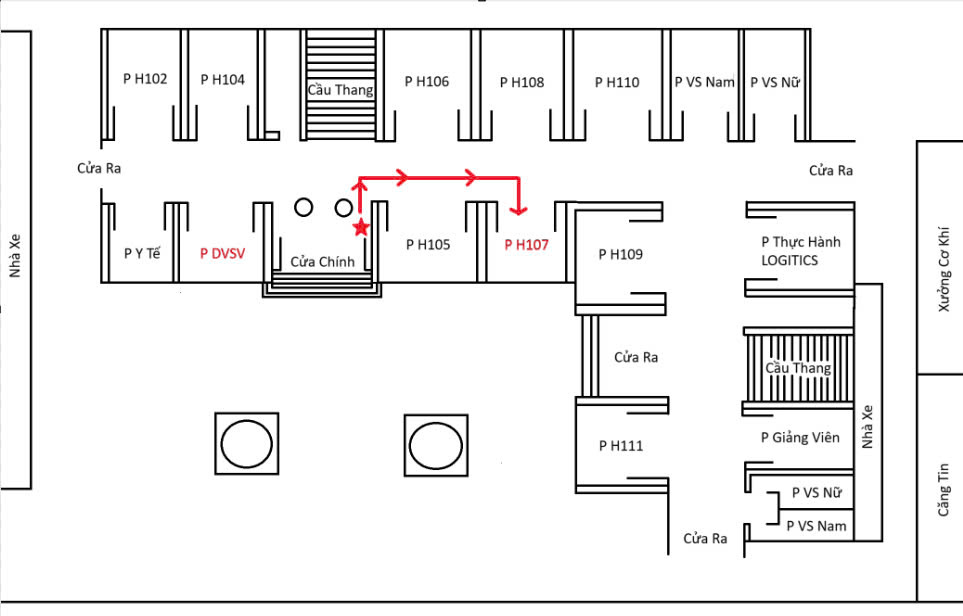 P H102
P H104
Cầu Thang
P H106
P H108
P H110
P VS Nam
P VS Nữ
Cửa Ra
Cửa Ra
Nhà Xe
P Y Tế
P DVSV
Cửa Chính
P H105
P H107
P H109
P Thực Hành
LOGITICS
Xưởng Cơ Khí
Cửa Ra
Cầu Thang
P H111
P Giảng Viên
Nhà Xe
P VS Nữ
P VS Nam
Cửa Ra
Căng Tin